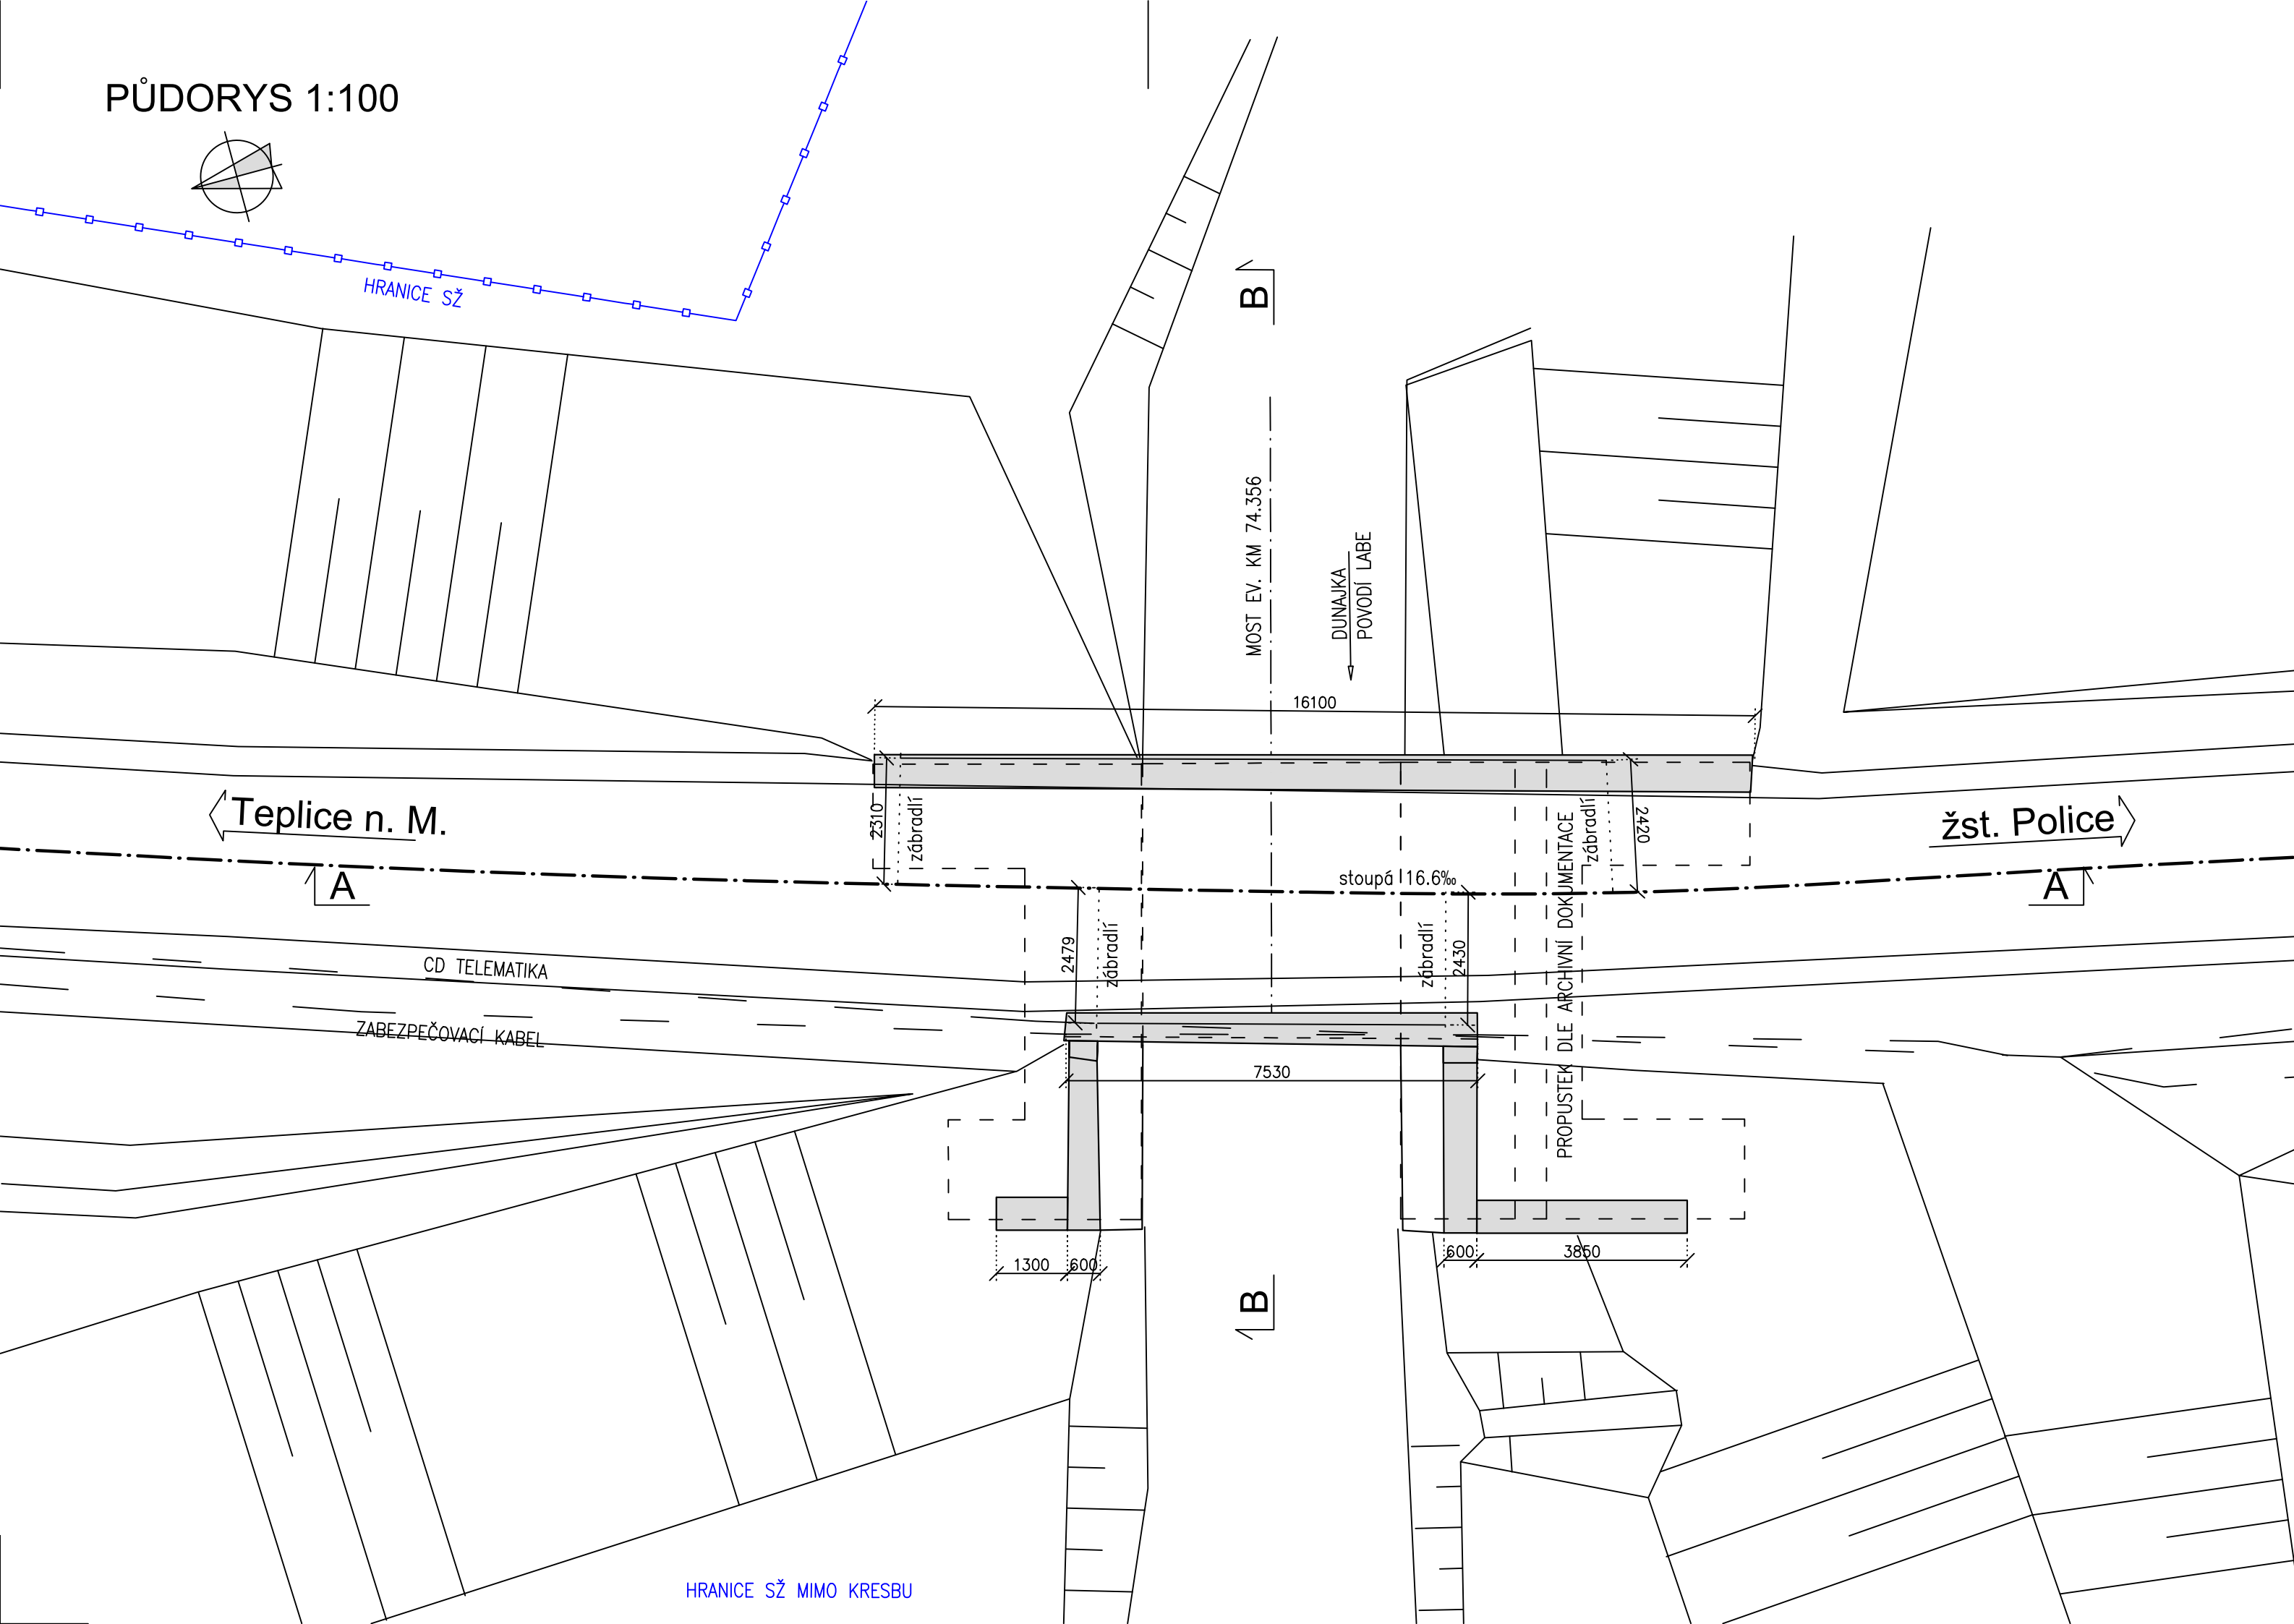 PŮDORYS 1:100
HRANICE SŽ
B
MOST EV. KM 74.356
DUNAJKA
POVODÍ LABE
16100
Teplice n. M.
2310
zábradlí
PROPUSTEK DLE ARCHIVNÍ DOKUMENTACE
zábradlí
2420
žst. Police
A
stoupá 16.6‰
A
2479
zábradlí
zábradlí
2430
CD TELEMATIKA
ZABEZPEČOVACÍ KABEL
7530
1300
600
600
3850
B
HRANICE SŽ MIMO KRESBU